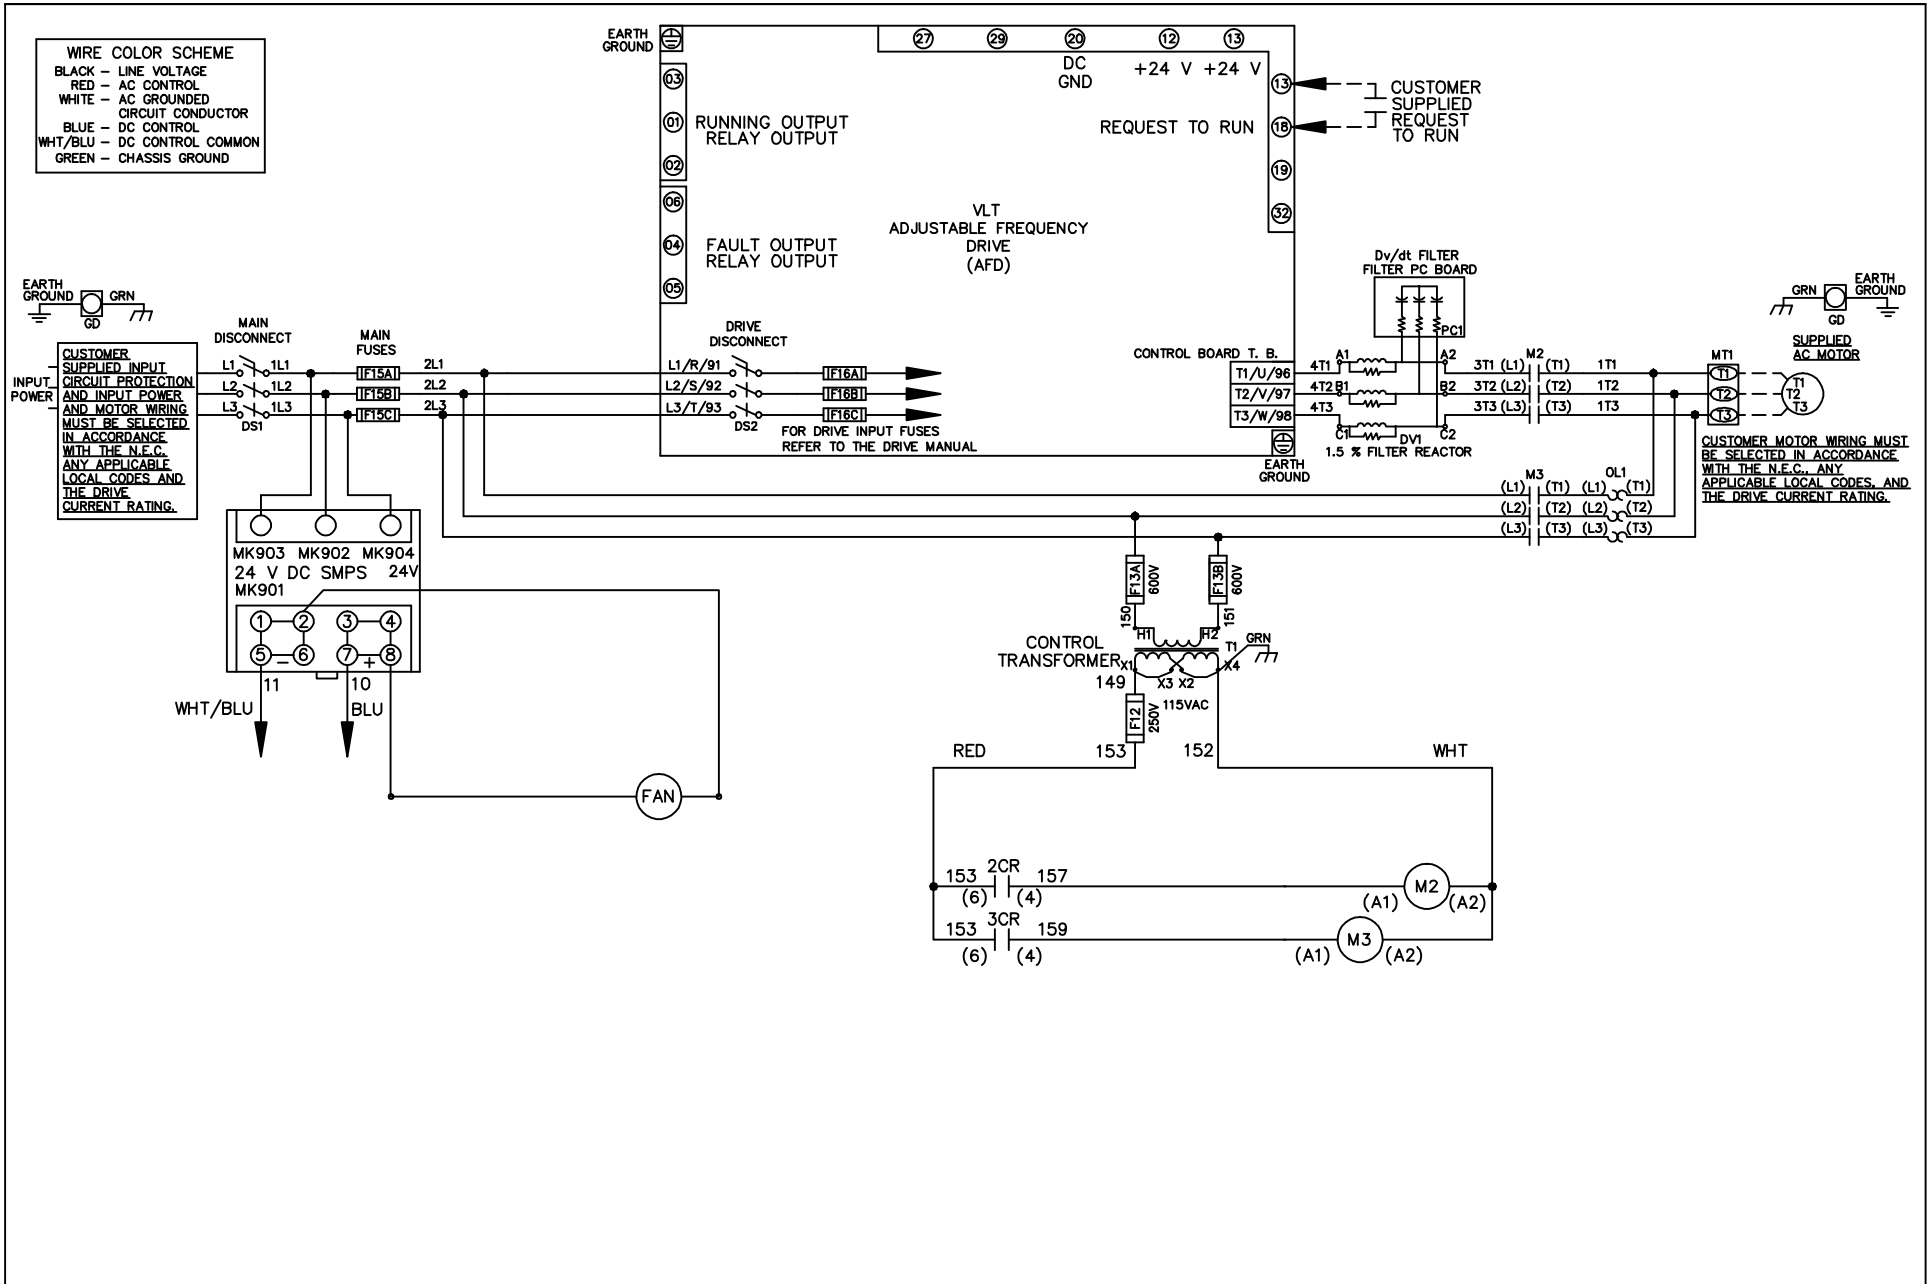 WIRE COLOR SCHEME
BLACK – LINE VOLTAGE
RED – AC CONTROL
WHITE – AC GROUNDED
CIRCUIT CONDUCTOR
BLUE – DC CONTROL
WHT/BLU – DC CONTROL COMMON
GREEN – CHASSIS GROUND
EARTH
GROUND
03
01
02
RUNNING OUTPUT
RELAY OUTPUT
06
04
05
FAULT OUTPUT
RELAY OUTPUT
27 29 20 12 13
DC
GND
+24 V +24 V
13
REQUEST TO RUN 18
19
32
CUSTOMER
SUPPLIED
REQUEST
TO RUN
VLT
ADJUSTABLE FREQUENCY
DRIVE
(AFD)
EARTH
GROUND
GRN
GD
INPUT
POWER
CUSTOMER
SUPPLIED INPUT
CIRCUIT PROTECTION
AND INPUT POWER
AND MOTOR WIRING
MUST BE SELECTED
IN ACCORDANCE
WITH THE N.E.C.
ANY APPLICABLE
LOCAL CODES AND
THE DRIVE
CURRENT RATING.
MAIN
DISCONNECT
L1 1L1
L2 1L2
L3 1L3
DS1
MAIN
FUSES
F15A 2L1
F15B 2L2
F15C 2L3
DRIVE
DISCONNECT
L1/R/91 F16A
L2/S/92 F16B
L3/T/93 F16C
DS2
FOR DRIVE INPUT FUSES
REFER TO THE DRIVE MANUAL
CONTROL BOARD T. B.
T1/U/96
T2/V/97
T3/W/98
EARTH
GROUND
Dv/dt FILTER
FILTER PC BOARD
PC1
4T1 A1 A2
4T2 B1 B2
4T3 C1 C2
DV1
1.5 % FILTER REACTOR
M2
3T1 (L1) (T1) 1T1
3T2 (L2) (T2) 1T2
3T3 (L3) (T3) 1T3
MT1
T1
T2
T3
GRN
GD
EARTH
GROUND
SUPPLIED
AC MOTOR
T1
T2
T3
CUSTOMER MOTOR WIRING MUST
BE SELECTED IN ACCORDANCE
WITH THE N.E.C., ANY
APPLICABLE LOCAL CODES, AND
THE DRIVE CURRENT RATING.
M3 OL1
(L1) (T1) (L1) (T1)
(L2) (T2) (L2) (T2)
(L3) (T3) (L3) (T3)
MK903 MK902 MK904
24 V DC SMPS 24V
MK901
1 2 3 4
5 – 6 7 + 8
11 10
WHT/BLU BLU
FAN
F13A
600V
F13B
600V
150
151
H1 H2
CONTROL
TRANSFORMER
T1
GRN
X1 X4
X3 X2
149
F12
250V
115VAC
RED 153 152 WHT
2CR
153 157
(6) (4)
M2
(A1) (A2)
3CR
153 159
(6) (4)
M3
(A1) (A2)